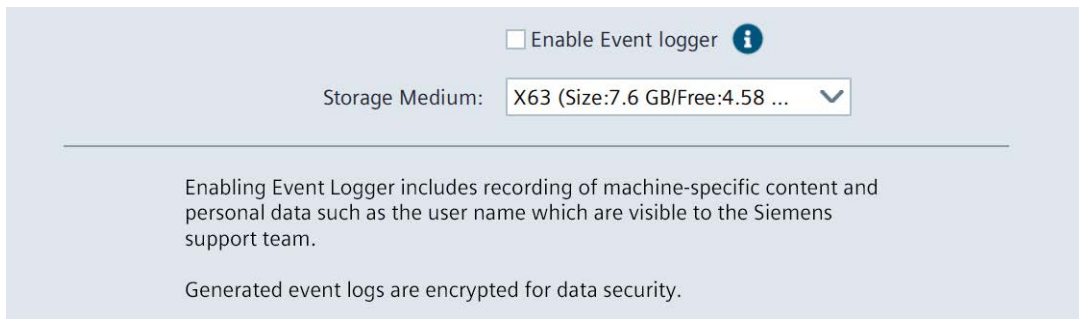 Enable Event logger
Storage Medium: X63 (Size:7.6 GB/Free:4.58 ...
Enabling Event Logger includes recording of machine-specific content and
personal data such as the user name which are visible to the Siemens
support team.
Generated event logs are encrypted for data security.